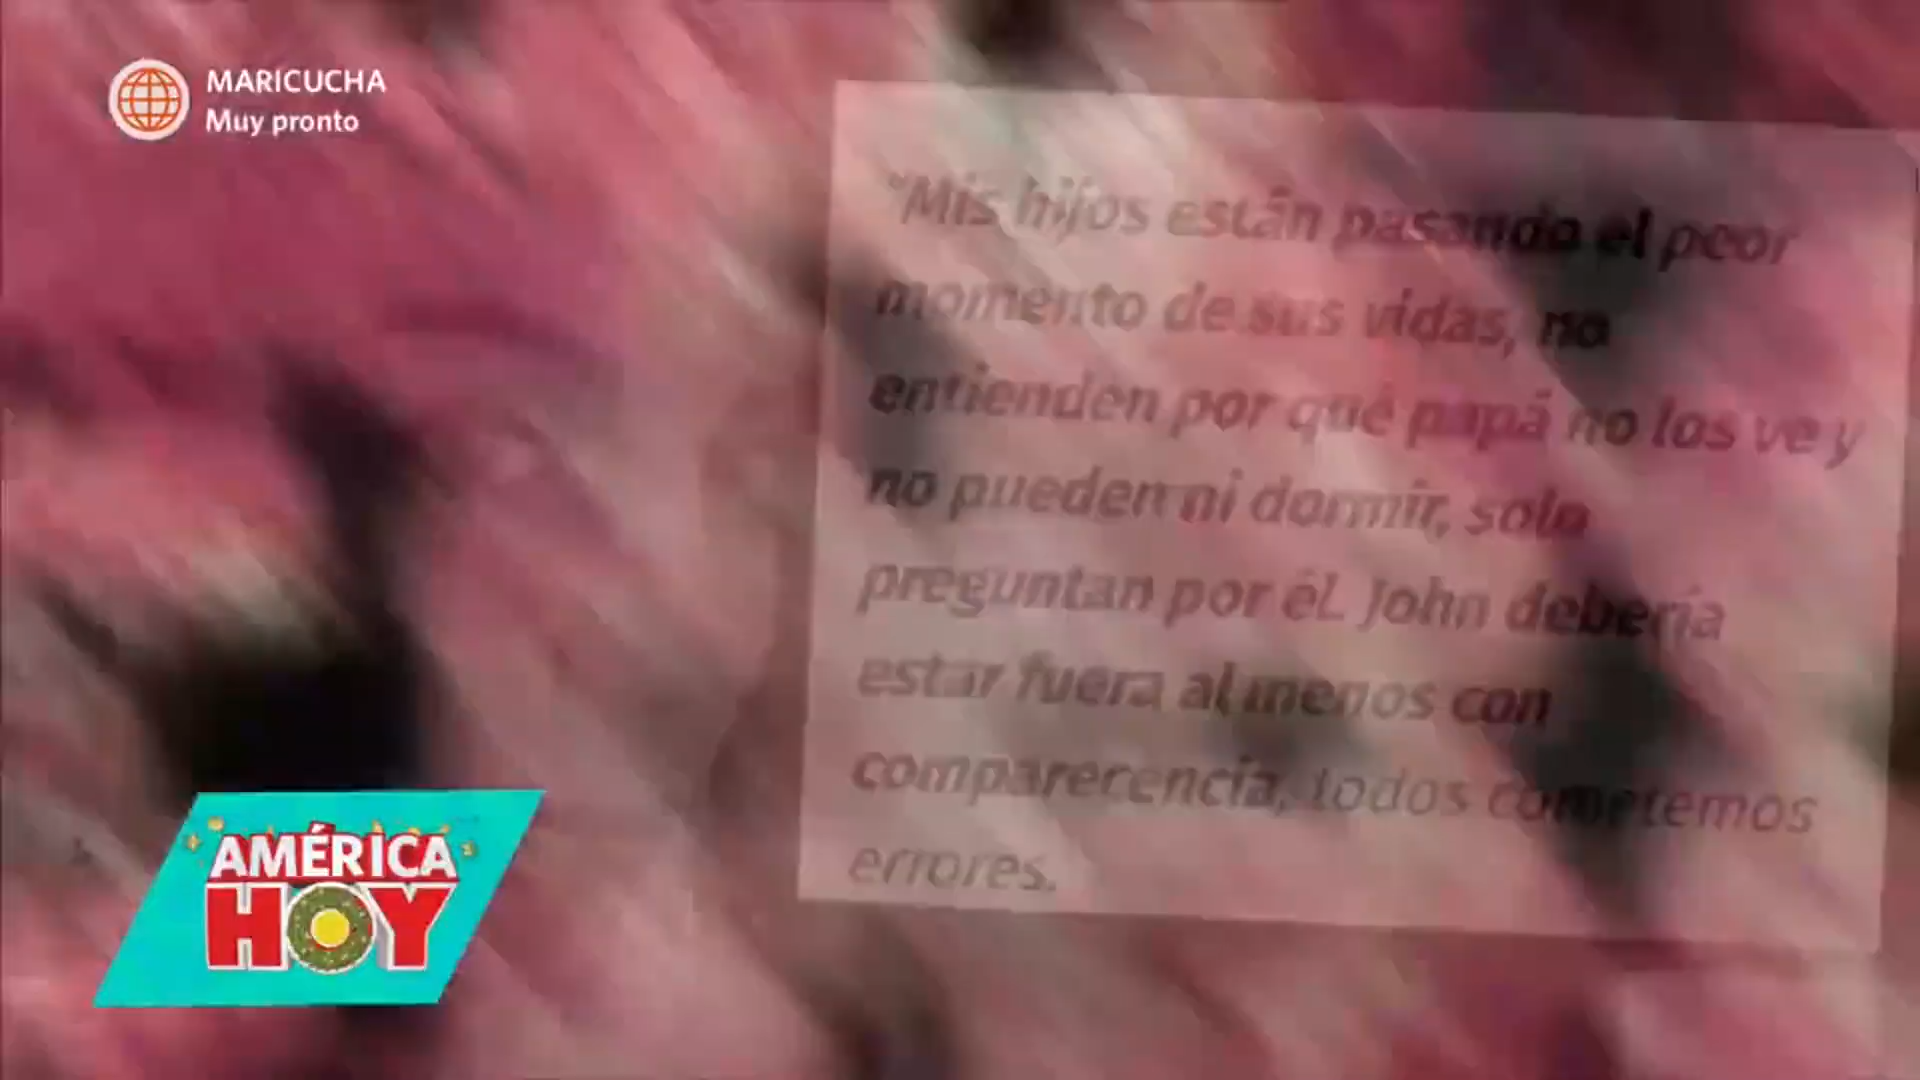 MARICUCHA
Muy pronto
"Mis hijos están pasando el peor
momento de sus vidas, no
entienden por qué papá no los ve y
no pueden ni dormir, solo
preguntan por él. John debería
estar fuera al menos con
comparecencia, todos cometemos
errores.
AMÉRICA
HOY